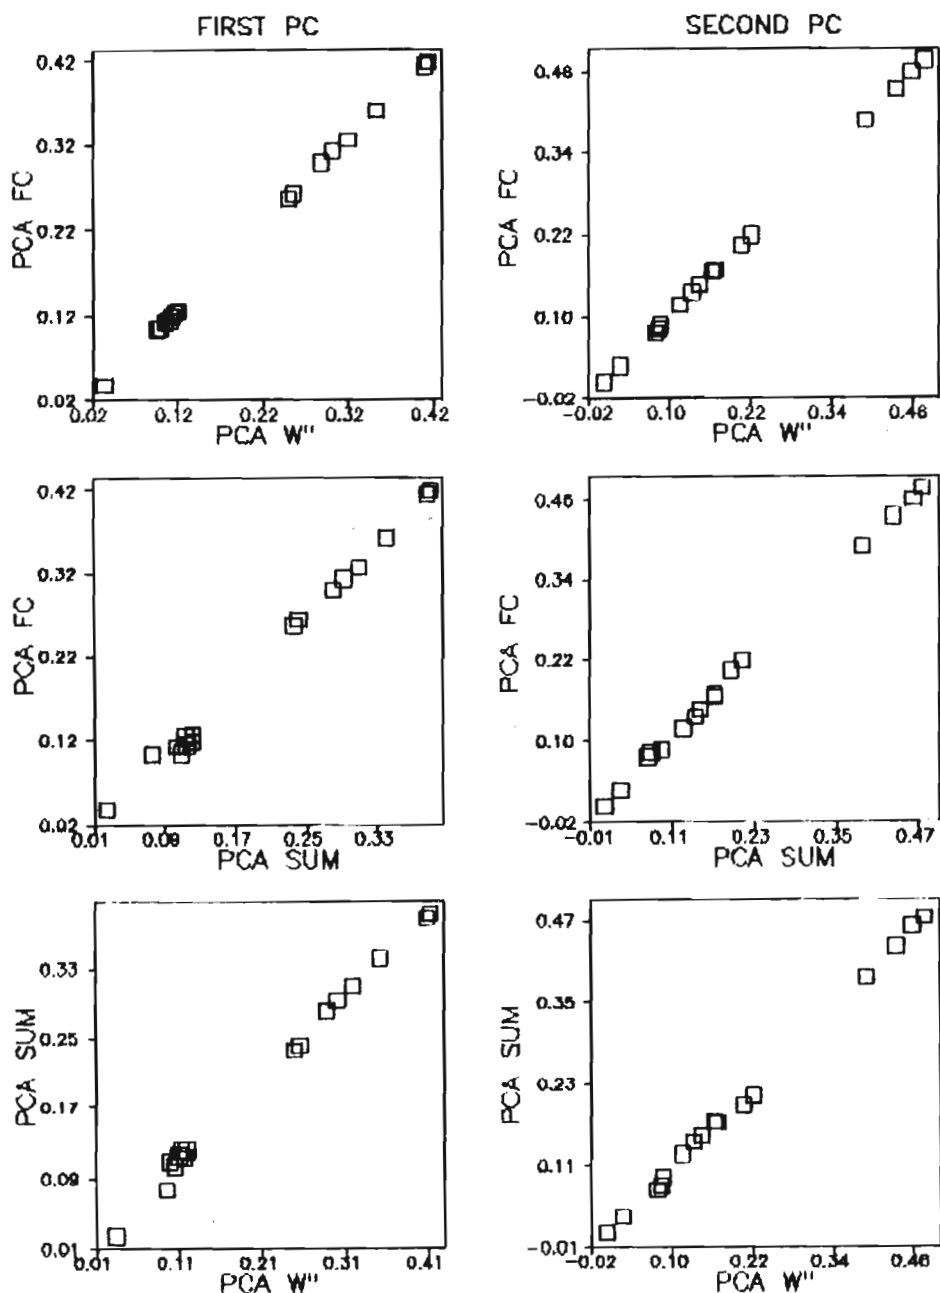 FIRST PC
SECOND PC
0.42
0.32
0.22
0.12
0.02
PCA FC
0.02 0.12 0.22 0.32 0.42
PCA W"
0.46
0.34
0.22
0.10
-0.02
PCA FC
-0.02 0.10 0.22 0.34 0.46
PCA W"
0.42
0.32
0.22
0.12
0.02
PCA FC
0.01 0.09 0.17 0.25 0.33
PCA SUM
0.46
0.34
0.22
0.10
-0.02
PCA FC
-0.01 0.11 0.23 0.35 0.47
PCA SUM
0.33
0.25
0.17
0.09
0.01
PCA SUM
0.01 0.11 0.21 0.31 0.41
PCA W"
0.47
0.35
0.23
0.11
-0.01
PCA SUM
-0.02 0.10 0.22 0.34 0.46
PCA W"